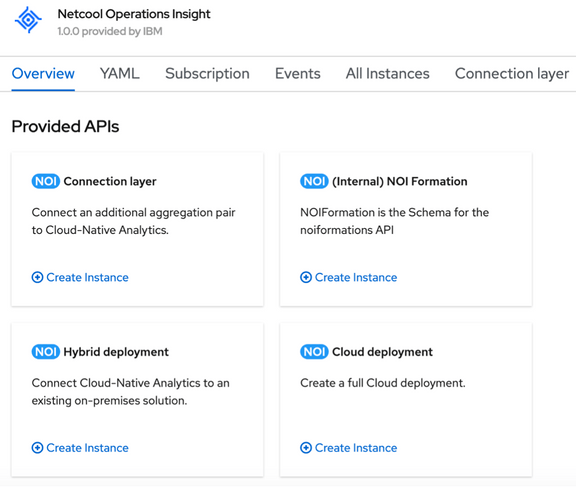 Netcool Operations Insight
1.0.0 provided by IBM
Overview YAML Subscription Events All Instances Connection layer
Provided APIs
NOI Connection layer
Connect an additional aggregation pair
to Cloud-Native Analytics.
Create Instance
NOI (Internal) NOI Formation
NOIFormation is the Schema for the
noiformations API
Create Instance
NOI Hybrid deployment
Connect Cloud-Native Analytics to an
existing on-premises solution.
Create Instance
NOI Cloud deployment
Create a full Cloud deployment.
Create Instance